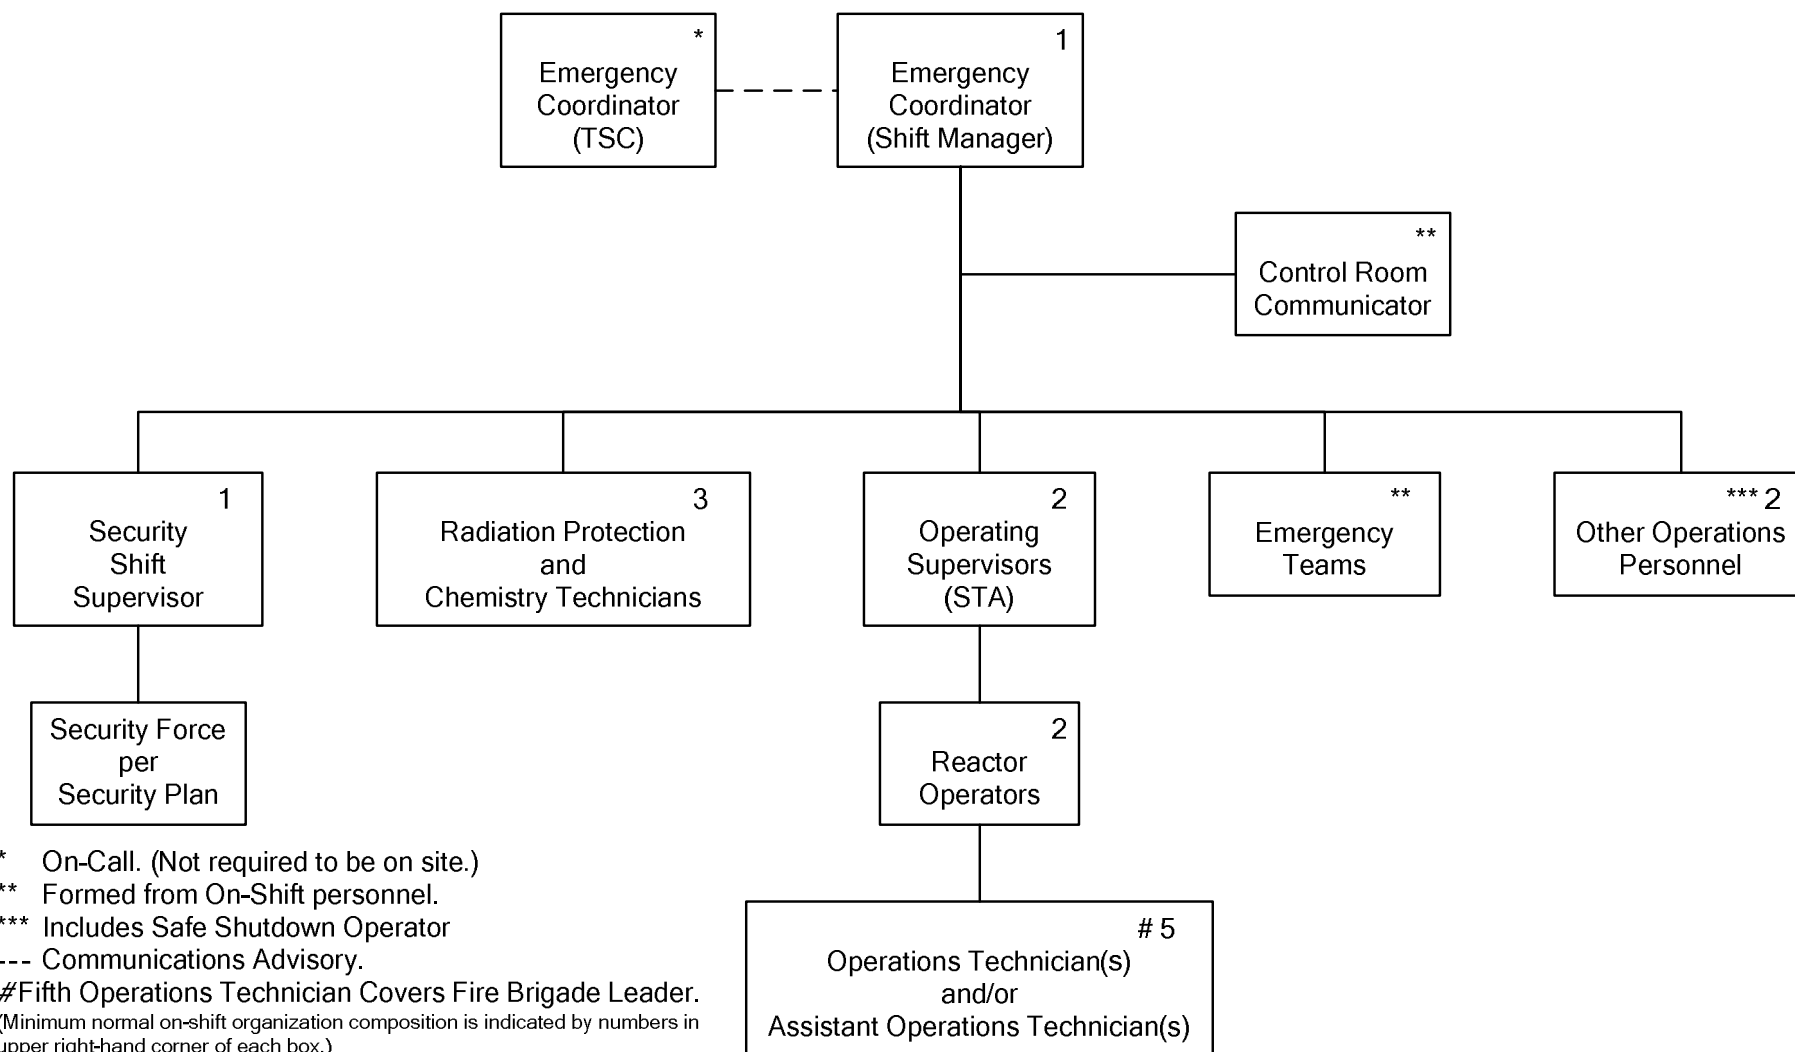 *
Emergency
Coordinator
(TSC)
1
Emergency
Coordinator
(Shift Manager)
**
Control Room
Communicator
1
Security
Shift
Supervisor
3
Radiation Protection
and
Chemistry Technicians
2
Operating
Supervisors
(STA)
**
Emergency
Teams
*** 2
Other Operations
Personnel
Security Force
per
Security Plan
2
Reactor
Operators
# 5
Operations Technician(s)
and/or
Assistant Operations Technician(s)
* On-Call. (Not required to be on site.)
** Formed from On-Shift personnel.
*** Includes Safe Shutdown Operator
--- Communications Advisory.
#Fifth Operations Technician Covers Fire Brigade Leader.
(Minimum normal on-shift organization composition is indicated by numbers in
upper right-hand corner of each box.)